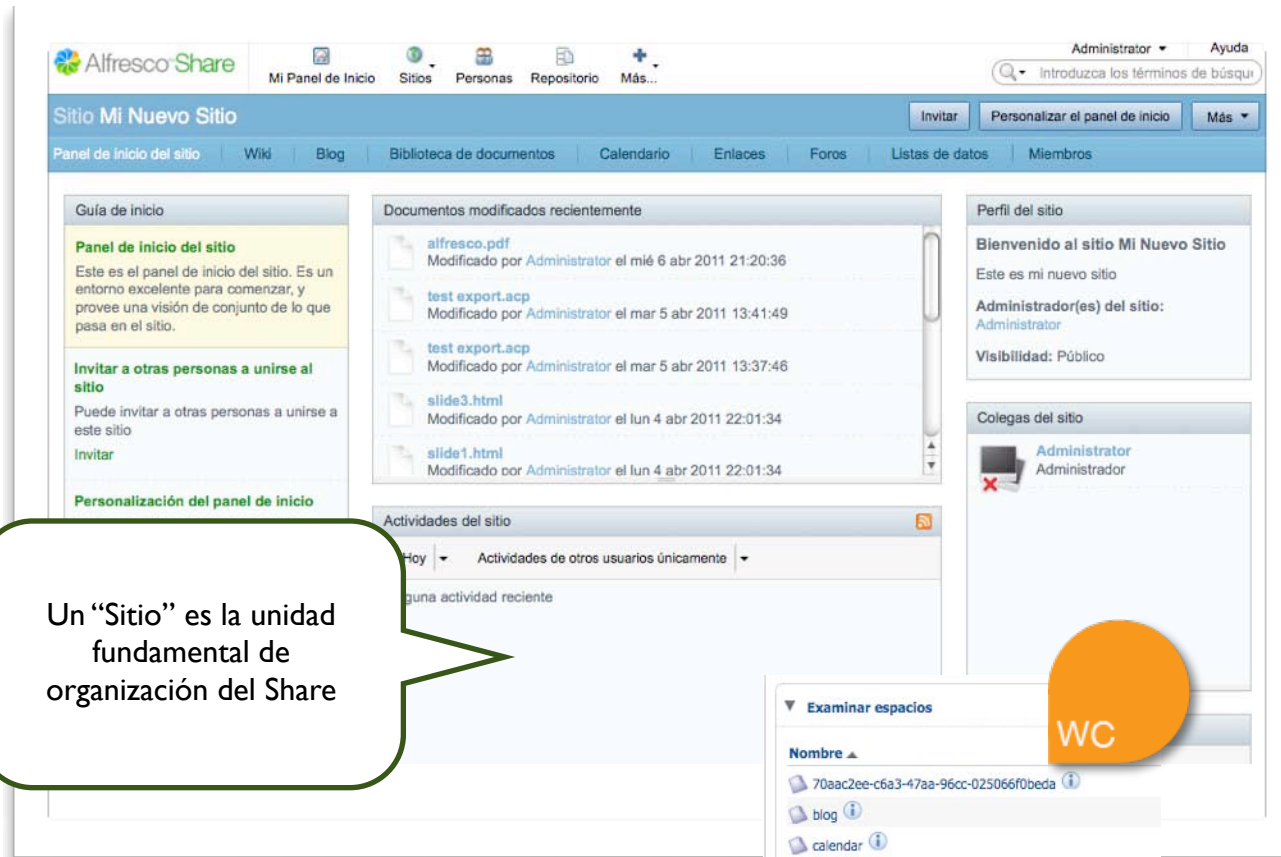 Alfresco Share
Mi Panel de Inicio Sitios Personas Repositorio Más...
Administrator Ayuda
Introduzca los términos de búsqu
Sitio Mi Nuevo Sitio
Invitar Personalizar el panel de inicio Más
Panel de inicio del sitio Wiki Blog Biblioteca de documentos Calendario Enlaces Foros Listas de datos Miembros
Guía de inicio
Panel de inicio del sitio
Este es el panel de inicio del sitio. Es un
entorno excelente para comenzar, y
provee una visión de conjunto de lo que
pasa en el sitio.
Invitar a otras personas a unirse al
sitio
Puede invitar a otras personas a unirse a
este sitio
Invitar
Personalización del panel de inicio
Documentos modificados recientemente
alfresco.pdf
Modificado por Administrator el mié 6 abr 2011 21:20:36
test export.acp
Modificado por Administrator el mar 5 abr 2011 13:41:49
test export.acp
Modificado por Administrator el mar 5 abr 2011 13:37:46
slide3.html
Modificado por Administrator el lun 4 abr 2011 22:01:34
slide1.html
Modificado por Administrator el lun 4 abr 2011 22:01:34
Actividades del sitio
Hoy Actividades de otros usuarios únicamente
guna actividad reciente
Perfil del sitio
Bienvenido al sitio Mi Nuevo Sitio
Este es mi nuevo sitio
Administrador(es) del sitio:
Administrator
Visibilidad: Público
Colegas del sitio
Administrator
Administrador
Un “Sitio” es la unidad
fundamental de
organización del Share
WC
Examinar espacios
Nombre
70aac2ee-c6a3-47aa-96cc-025066f0beda
blog
calendar